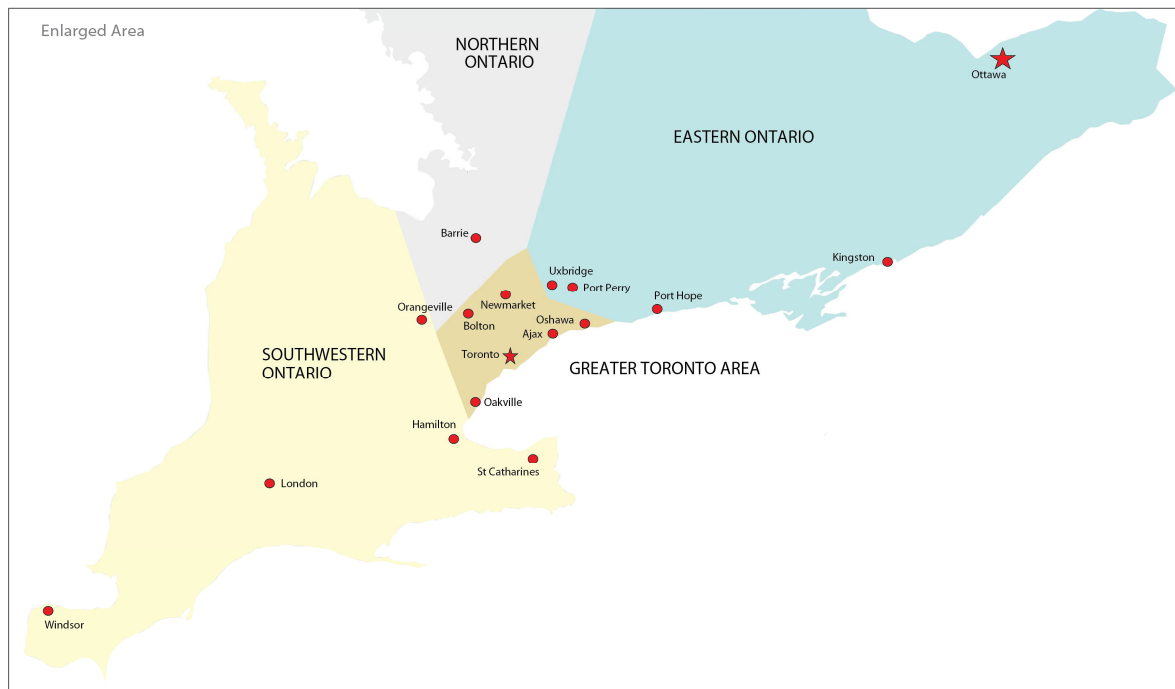 Enlarged Area
NORTHERN
ONTARIO
Ottawa
EASTERN ONTARIO
Barrie
Kingston
Uxbridge
Port Perry
Port Hope
Newmarket
Orangeville
Bolton
Oshawa
Ajax
Toronto
SOUTHWESTERN
ONTARIO
GREATER TORONTO AREA
Oakville
Hamilton
St Catharines
London
Windsor